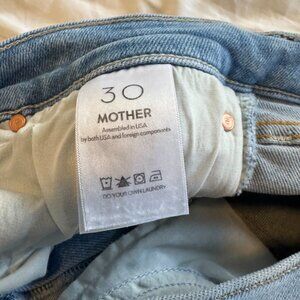 30
MOTHER
Assembled in USA
by both USA and foreign components
DO YOUR OWN LAUNDRY